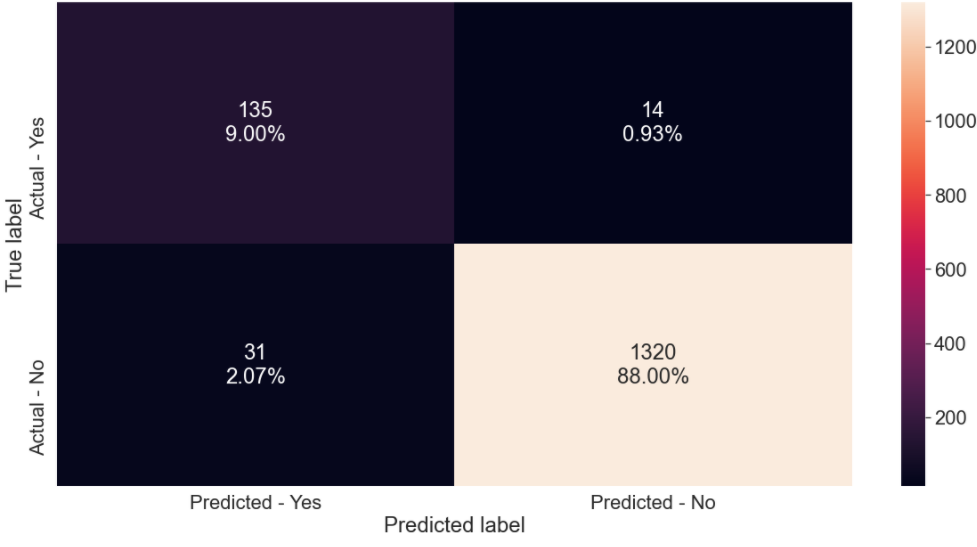 135
9.00%
14
0.93%
31
2.07%
1320
88.00%
True label
Actual - Yes
Actual - No
Predicted - Yes
Predicted - No
Predicted label
1200
1000
800
600
400
200